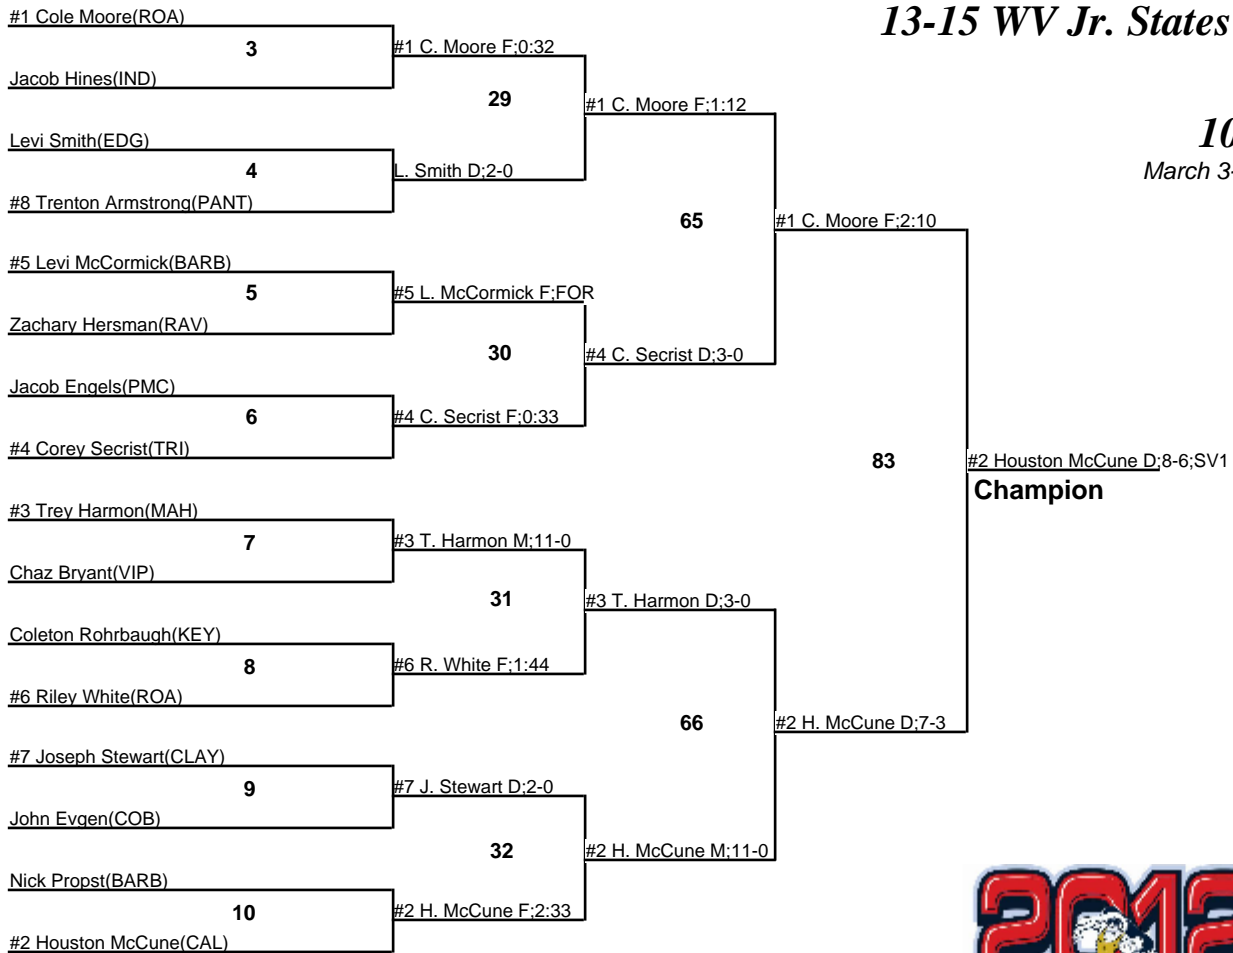 13-15 WV Jr. States
10
March 3-
#1 Cole Moore(ROA)
3
Jacob Hines(IND)
#1 C. Moore F;0:32
29
Levi Smith(EDG)
4
#8 Trenton Armstrong(PANT)
L. Smith D;2-0
#1 C. Moore F;1:12
65
#5 Levi McCormick(BARB)
5
Zachary Hersman(RAV)
#5 L. McCormick F;FOR
30
Jacob Engels(PMC)
6
#4 Corey Secrist(TRI)
#4 C. Secrist F;0:33
#4 C. Secrist D;3-0
#1 C. Moore F;2:10
83
#2 Houston McCune D;8-6;SV1
Champion
#3 Trey Harmon(MAH)
7
Chaz Bryant(VIP)
#3 T. Harmon M;11-0
31
Coleton Rohrbaugh(KEY)
8
#6 Riley White(ROA)
#6 R. White F;1:44
#3 T. Harmon D;3-0
66
#2 H. McCune D;7-3
#7 Joseph Stewart(CLAY)
9
John Evgen(COB)
#7 J. Stewart D;2-0
32
Nick Propst(BARB)
10
#2 Houston McCune(CAL)
#2 H. McCune F;2:33
#2 H. McCune M;11-0
2012